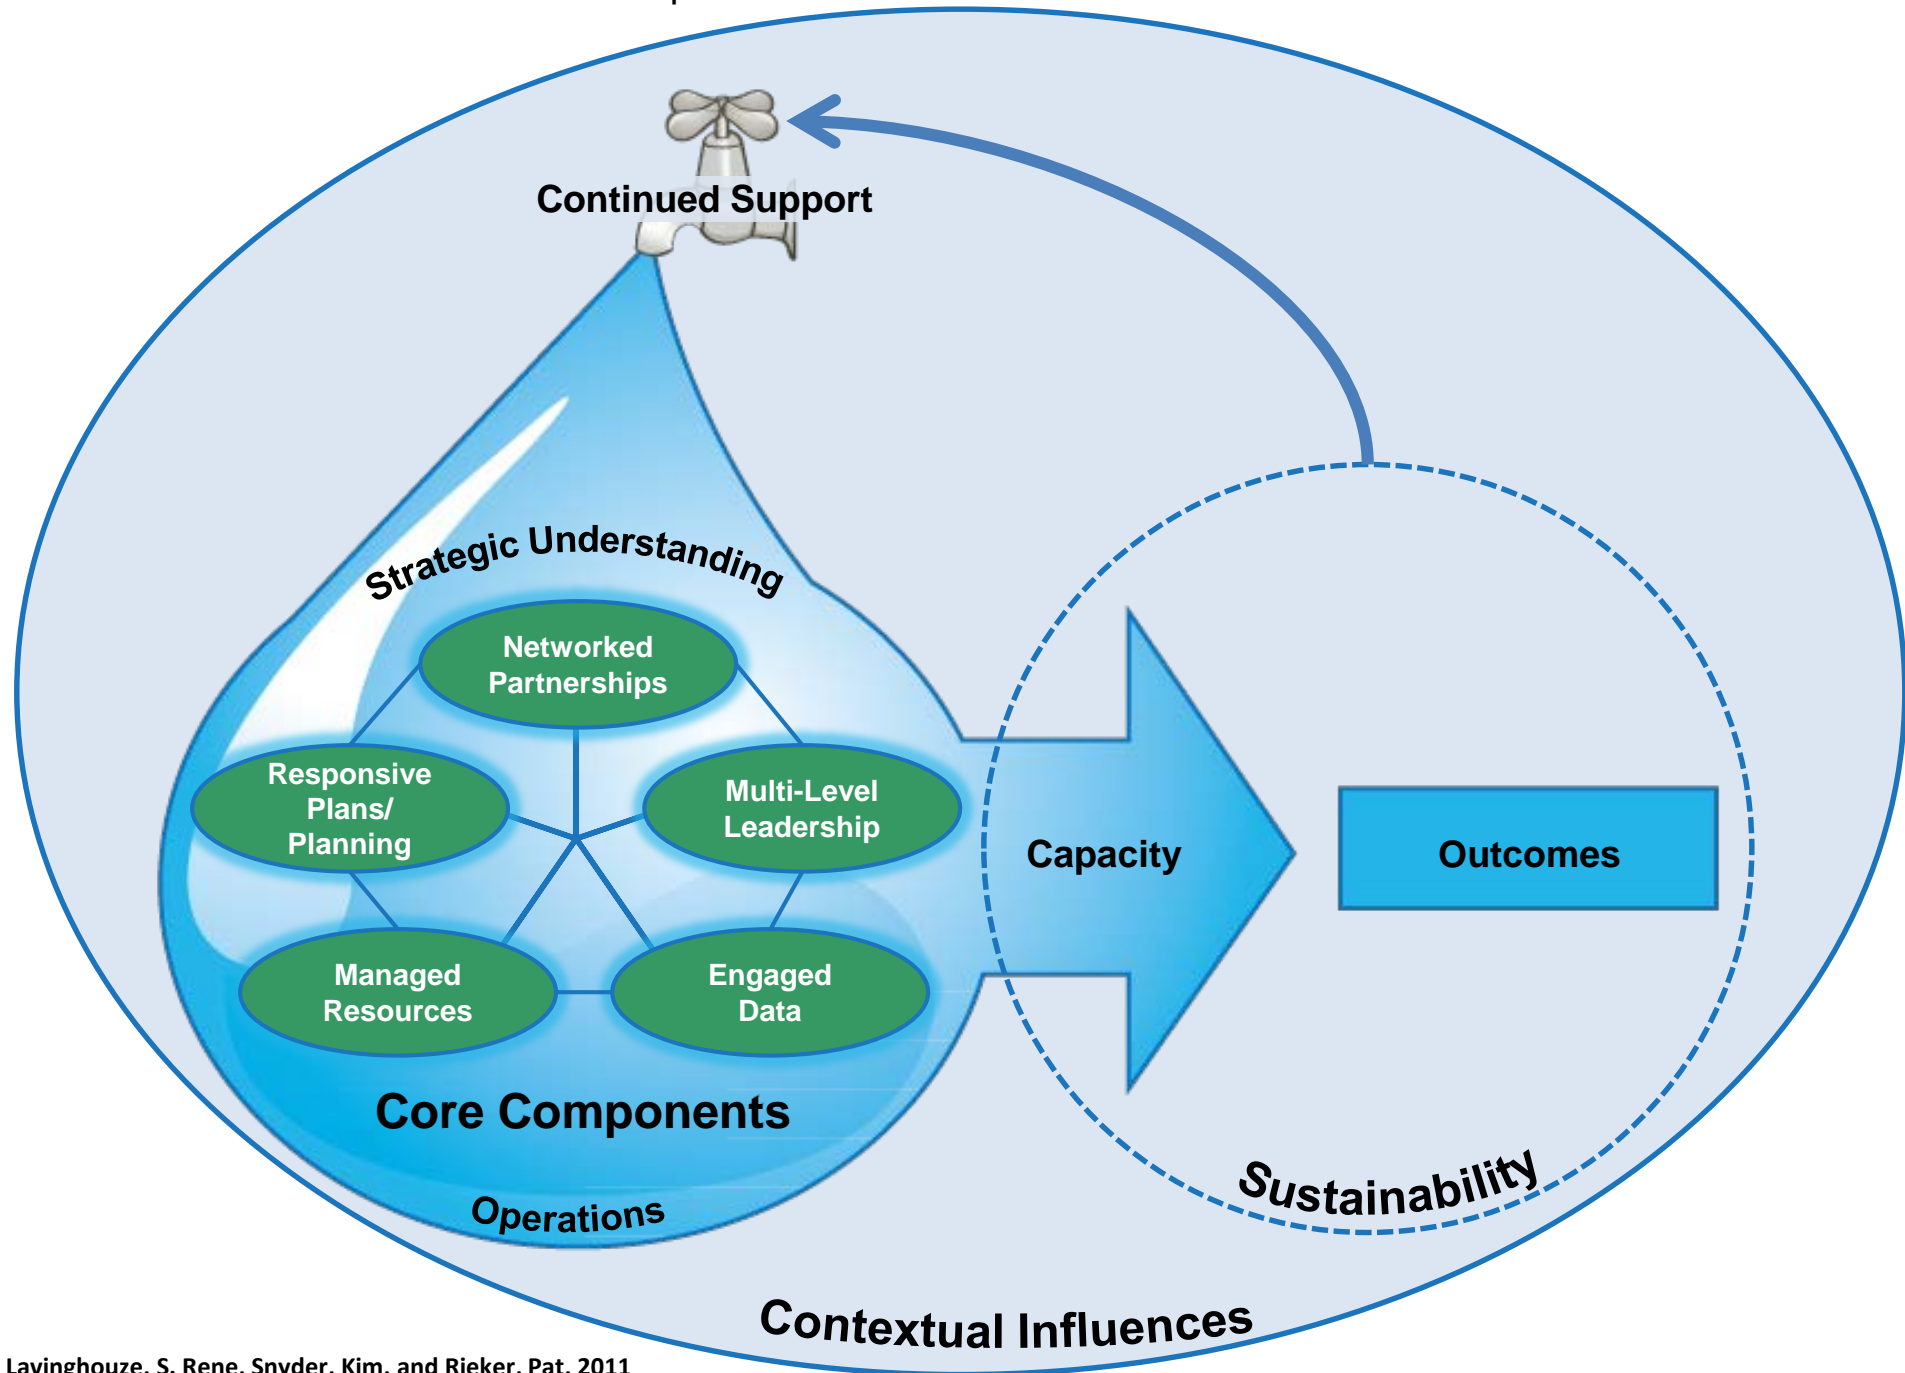 Continued Support
Strategic Understanding
Networked
Partnerships
Responsive
Plans/
Planning
Multi-Level
Leadership
Managed
Resources
Engaged
Data
Core Components
Operations
Capacity
Outcomes
Sustainability
Contextual Influences
Lavinghouze, S. Rene, Snyder, Kim, and Rieker, Pat, 2011